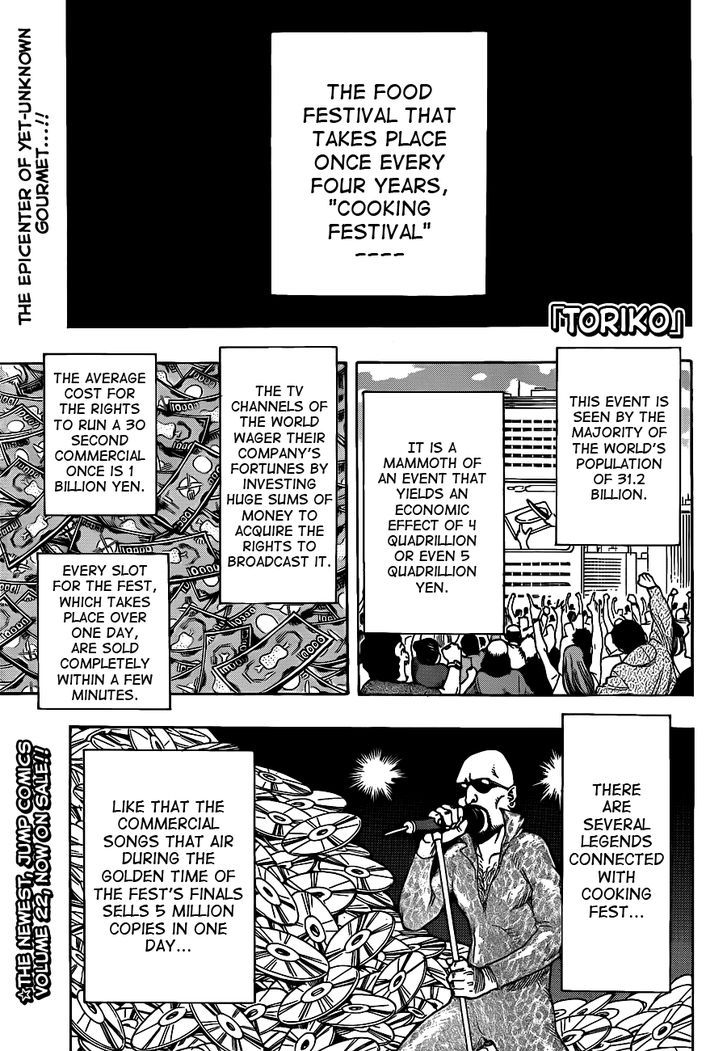 THE EPICENTER OF YET-UNKNOWN
GOURMET...!!
THE FOOD
FESTIVAL THAT
TAKES PLACE
ONCE EVERY
FOUR YEARS,
"COOKING
FESTIVAL"
----
「TORIKO」
THIS EVENT IS
SEEN BY THE
MAJORITY OF
THE WORLD'S
POPULATION
OF 31.2
BILLION.
IT IS A
MAMMOTH OF
AN EVENT THAT
YIELDS AN
ECONOMIC
EFFECT OF 4
QUADRILLION
OR EVEN 5
QUADRILLION
YEN.
THE TV
CHANNELS OF
THE WORLD
WAGER THEIR
COMPANY'S
FORTUNES BY
INVESTING
HUGE SUMS OF
MONEY TO
ACQUIRE THE
RIGHTS TO
BROADCAST IT.
THE AVERAGE
COST FOR
THE RIGHTS
TO RUN A 30
SECOND
COMMERCIAL
ONCE IS 1
BILLION YEN.
EVERY SLOT
FOR THE FEST,
WHICH TAKES
PLACE OVER
ONE DAY,
ARE SOLD
COMPLETELY
WITHIN A FEW
MINUTES.
THERE
ARE
SEVERAL
LEGENDS
CONNECTED
WITH
COOKING
FEST...
LIKE THAT THE
COMMERCIAL
SONGS THAT AIR
DURING THE
GOLDEN TIME OF
THE FEST'S FINALS
SELLS 5 MILLION
COPIES IN ONE
DAY...
☆THE NEWEST, JUMP COMICS
VOLUME 22, NOW ON SALE!!